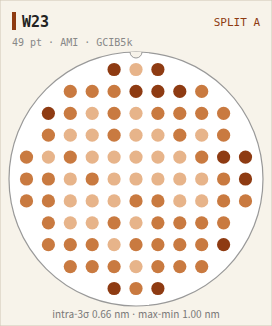 W23 SPLIT A
49 pt · AMI · GCIB5k
intra-3σ 0.66 nm · max-min 1.00 nm